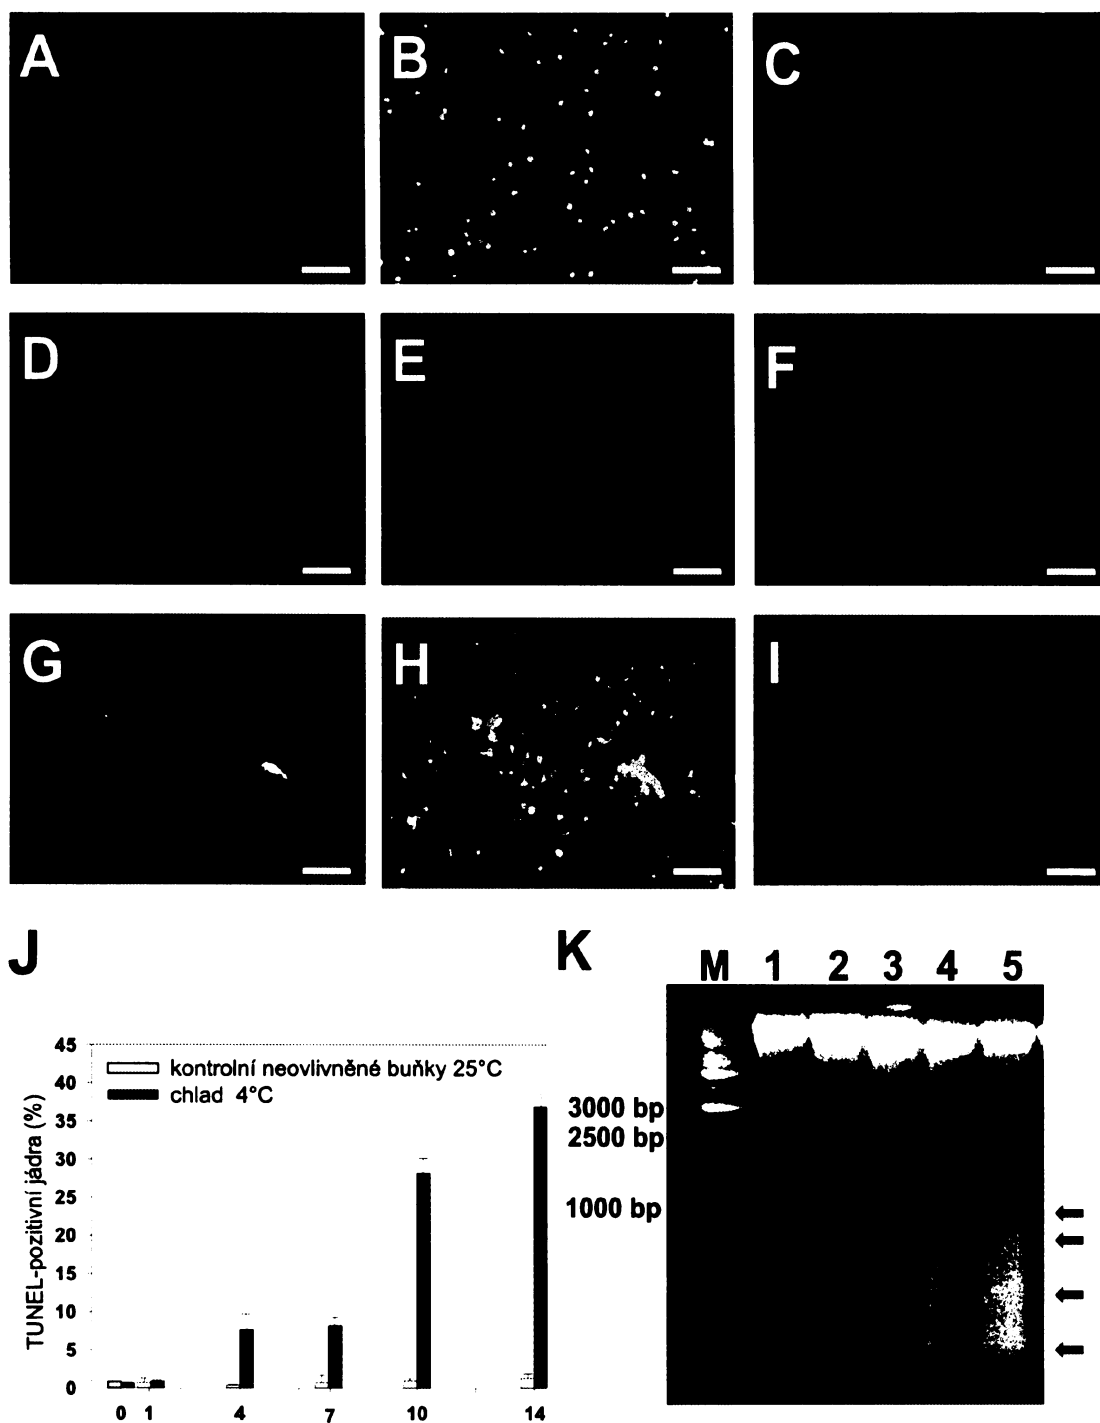 A B C
D E F
G H I
J K
M 1 2 3 4 5
45
40
35
30
25
20
15
10
5
0
TUNEL-pozitivní jádra (%)
kontrolní neovlivněné buňky 25°C
chlad 4°C
0 1 4 7 10 14
3000 bp
2500 bp
1000 bp